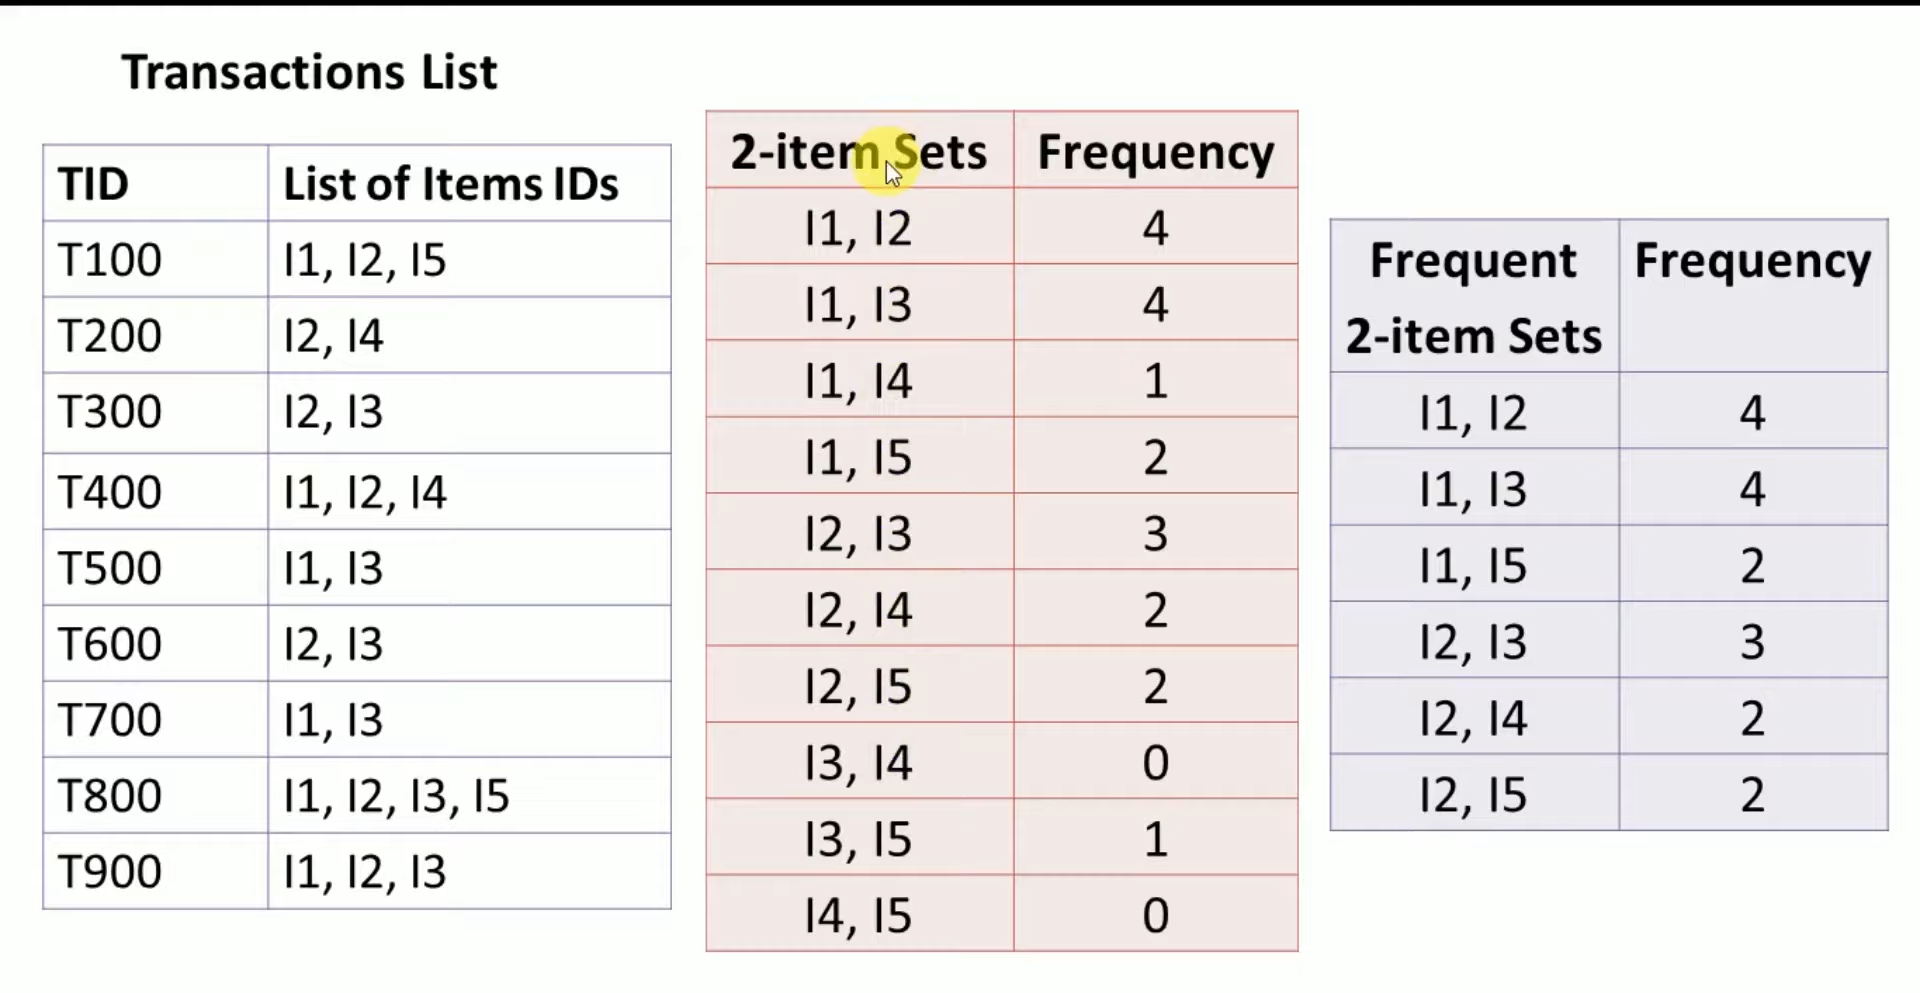 Transactions List
TID List of Items IDs
T100 I1, I2, I5
T200 I2, I4
T300 I2, I3
T400 I1, I2, I4
T500 I1, I3
T600 I2, I3
T700 I1, I3
T800 I1, I2, I3, I5
T900 I1, I2, I3
2-item Sets Frequency
I1, I2 4
I1, I3 4
I1, I4 1
I1, I5 2
I2, I3 3
I2, I4 2
I2, I5 2
I3, I4 0
I3, I5 1
I4, I5 0
Frequent Frequency
2-item Sets
I1, I2 4
I1, I3 4
I1, I5 2
I2, I3 3
I2, I4 2
I2, I5 2